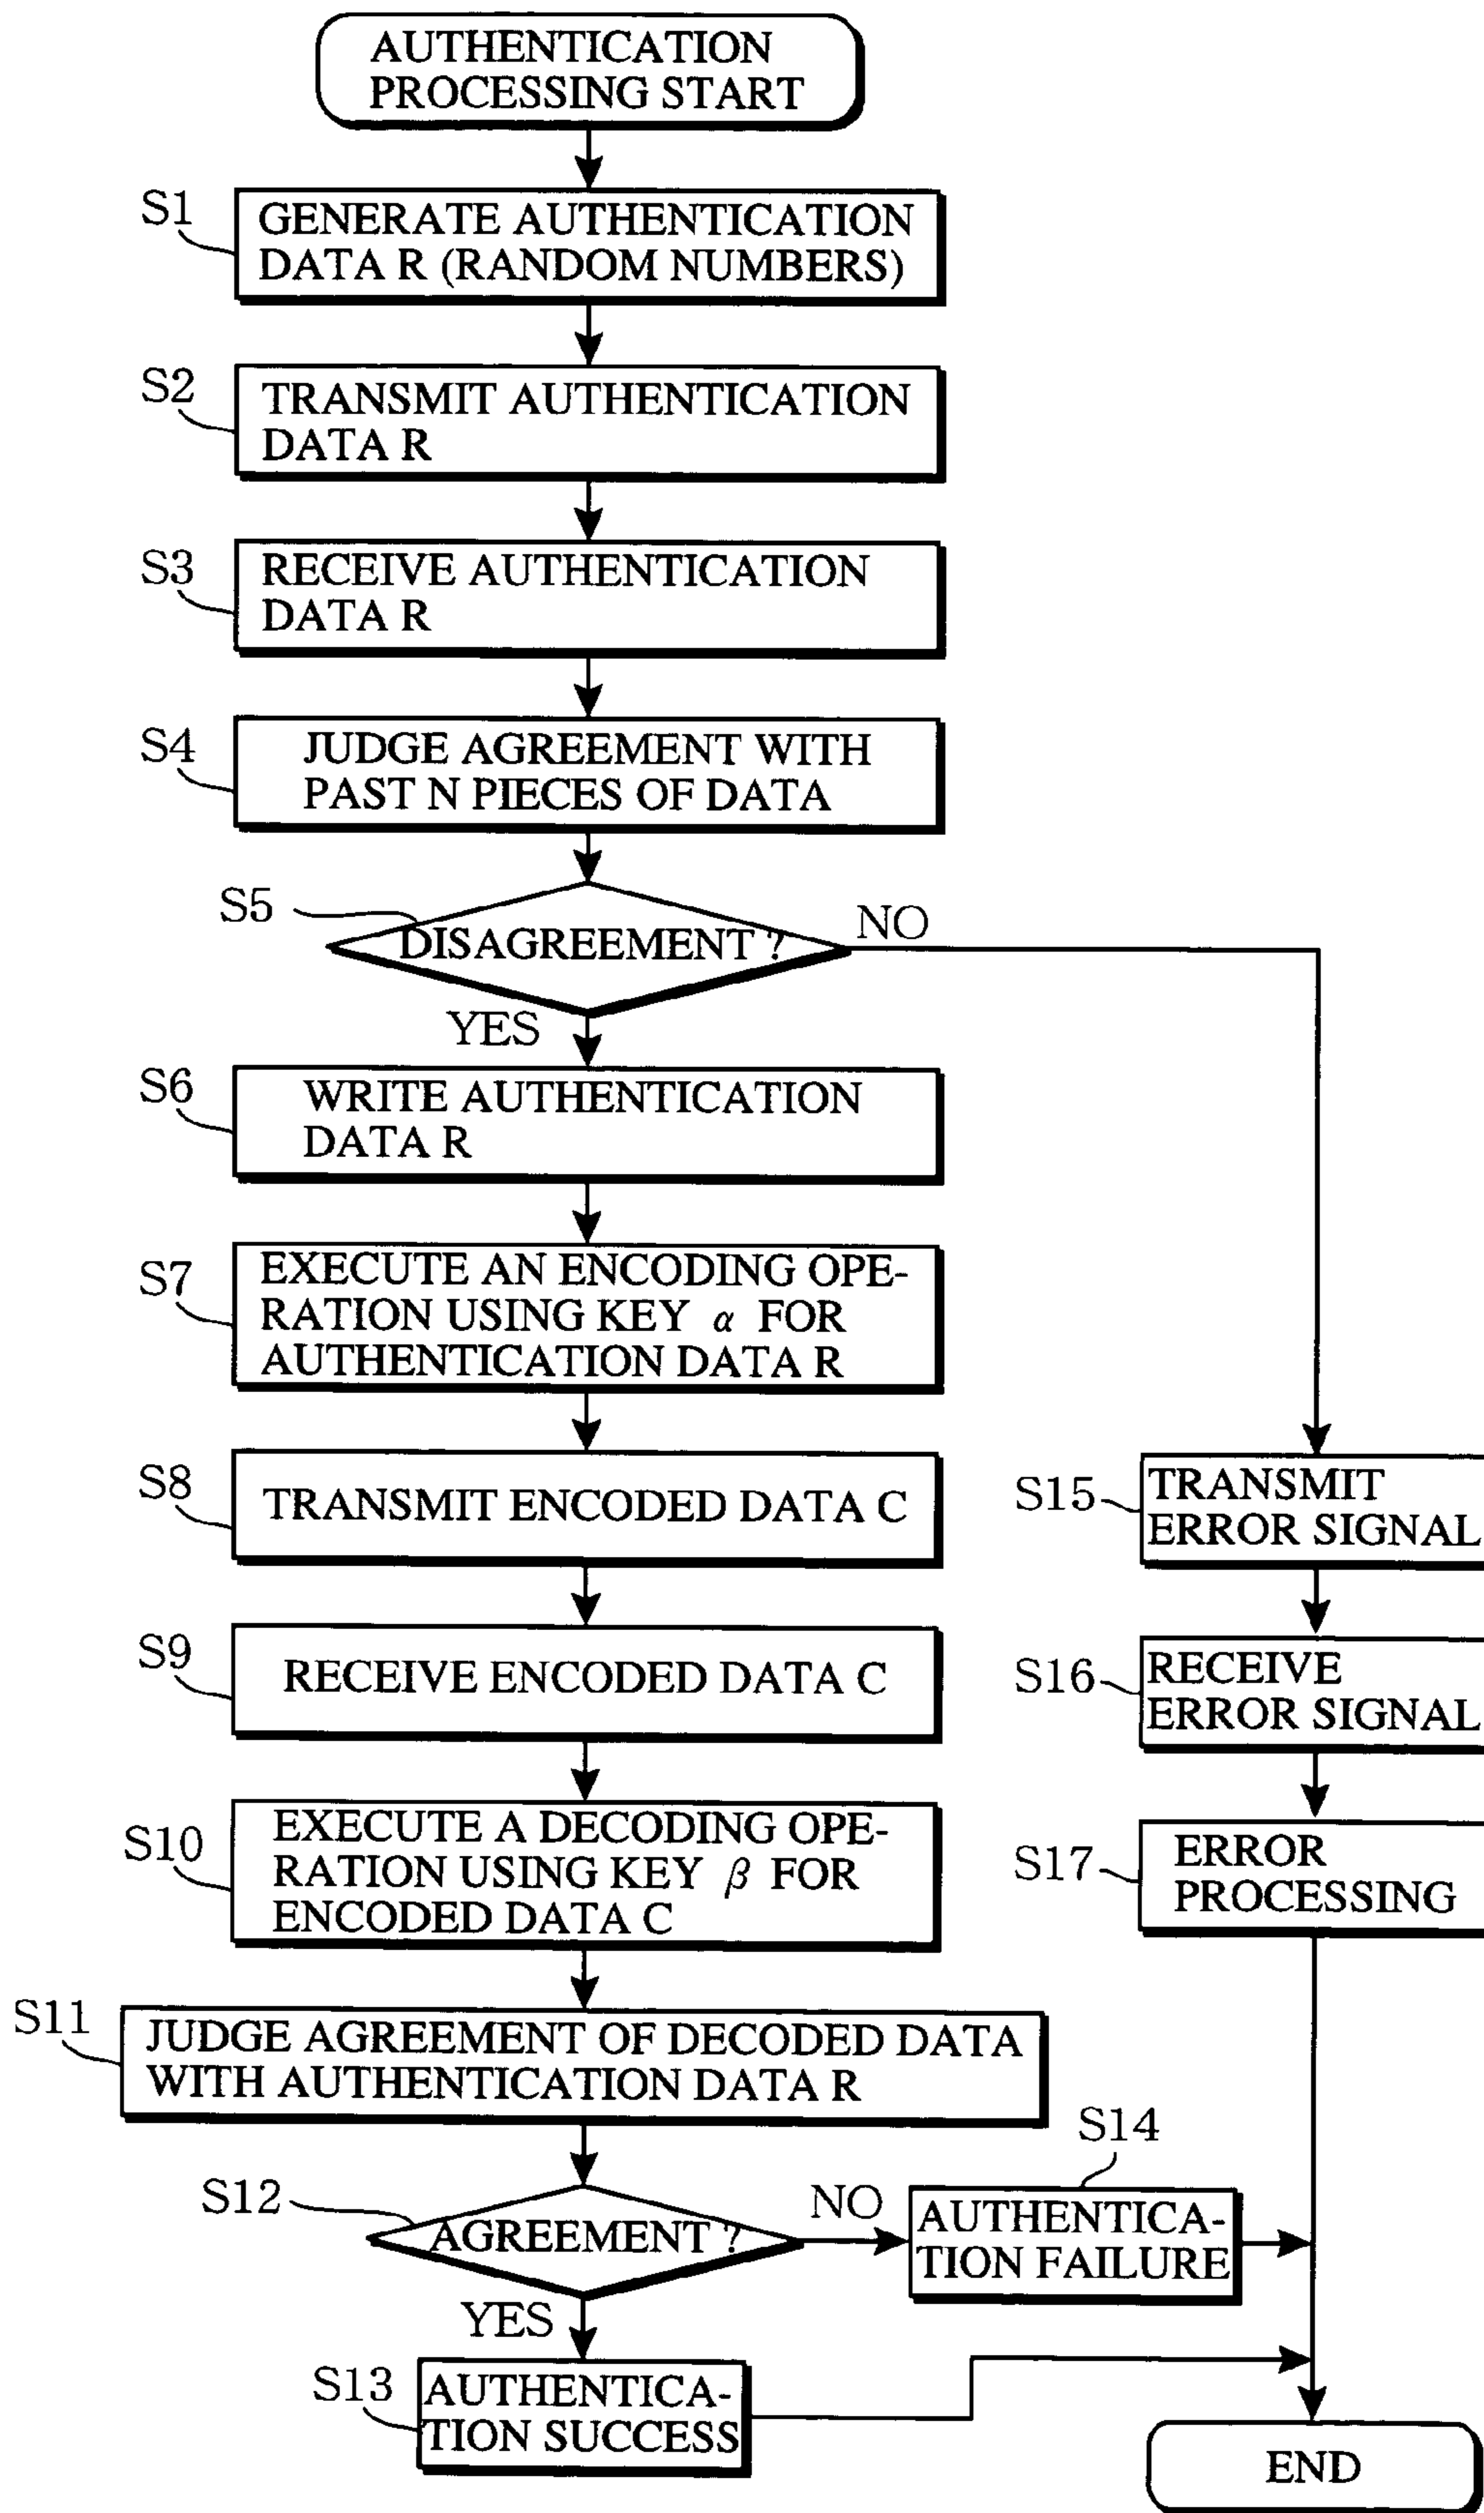 AUTHENTICATION
PROCESSING START
S1
GENERATE AUTHENTICATION
DATA R (RANDOM NUMBERS)
S2
TRANSMIT AUTHENTICATION
DATA R
S3
RECEIVE AUTHENTICATION
DATA R
S4
JUDGE AGREEMENT WITH
PAST N PIECES OF DATA
S5
DISAGREEMENT ?
NO
YES
S6
WRITE AUTHENTICATION
DATA R
S7
EXECUTE AN ENCODING OPE-
RATION USING KEY α FOR
AUTHENTICATION DATA R
S8
TRANSMIT ENCODED DATA C
S15
TRANSMIT
ERROR SIGNAL
S9
RECEIVE ENCODED DATA C
S16
RECEIVE
ERROR SIGNAL
S10
EXECUTE A DECODING OPE-
RATION USING KEY β FOR
ENCODED DATA C
S17
ERROR
PROCESSING
S11
JUDGE AGREEMENT OF DECODED DATA
WITH AUTHENTICATION DATA R
S12
AGREEMENT ?
NO
S14
AUTHENTICA-
TION FAILURE
YES
S13
AUTHENTICA-
TION SUCCESS
END